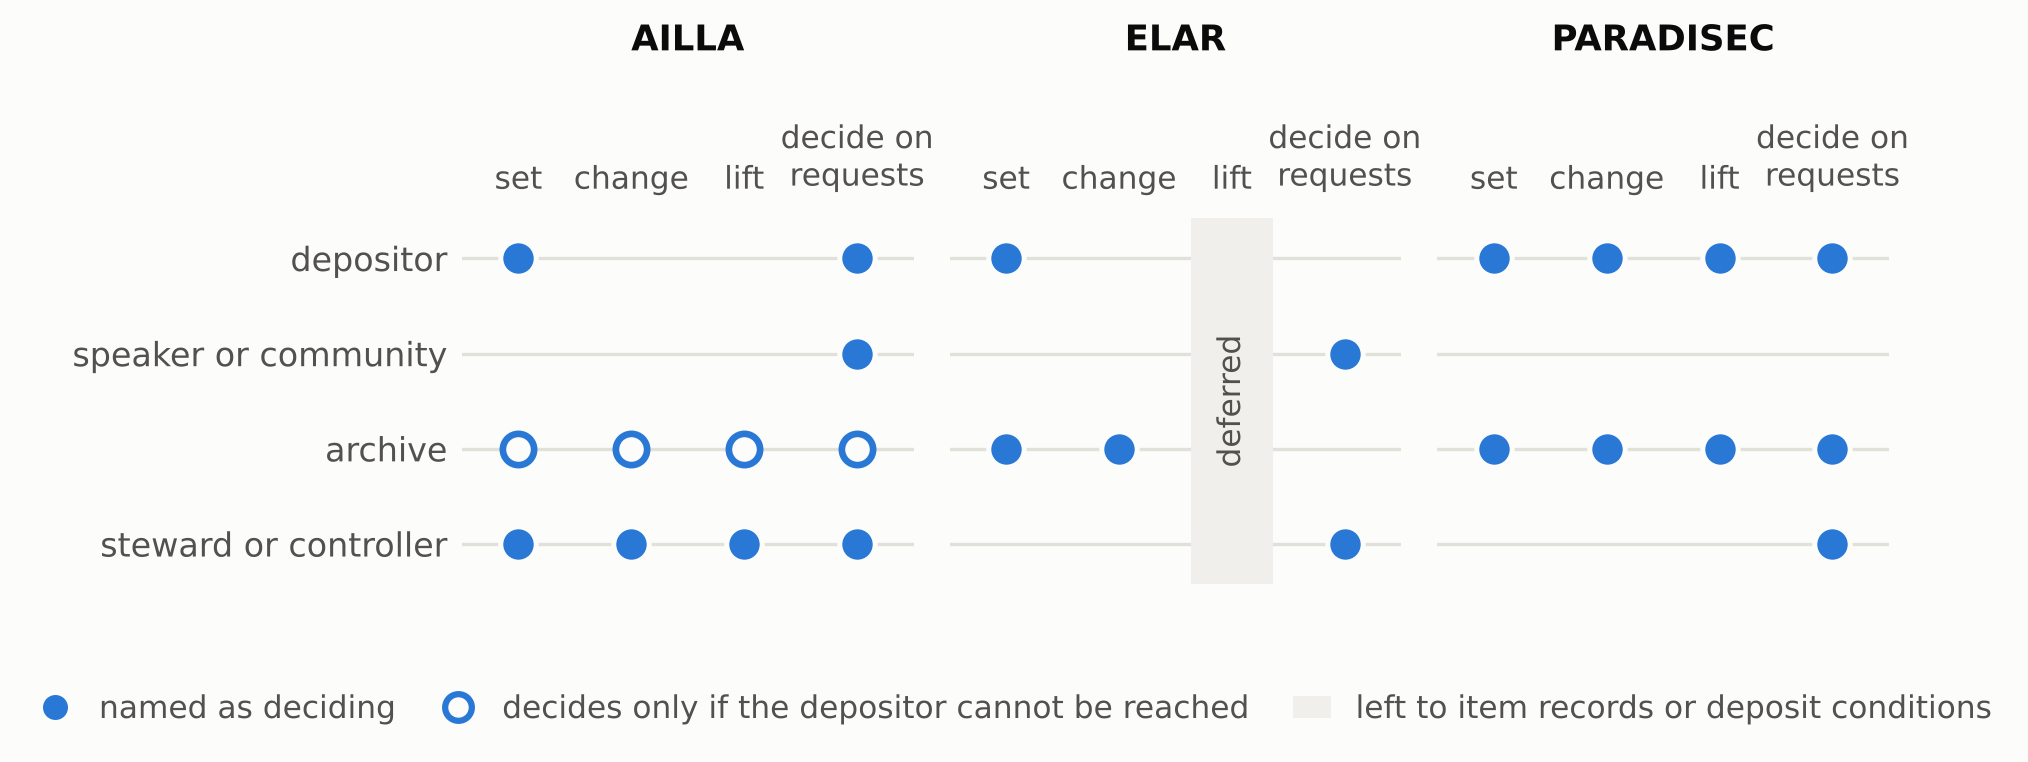 AILLA ELAR PARADISEC
set change lift decide on requests set change lift decide on requests set change lift decide on requests
depositor
speaker or community
archive
steward or controller
deferred
named as deciding
decides only if the depositor cannot be reached
left to item records or deposit conditions